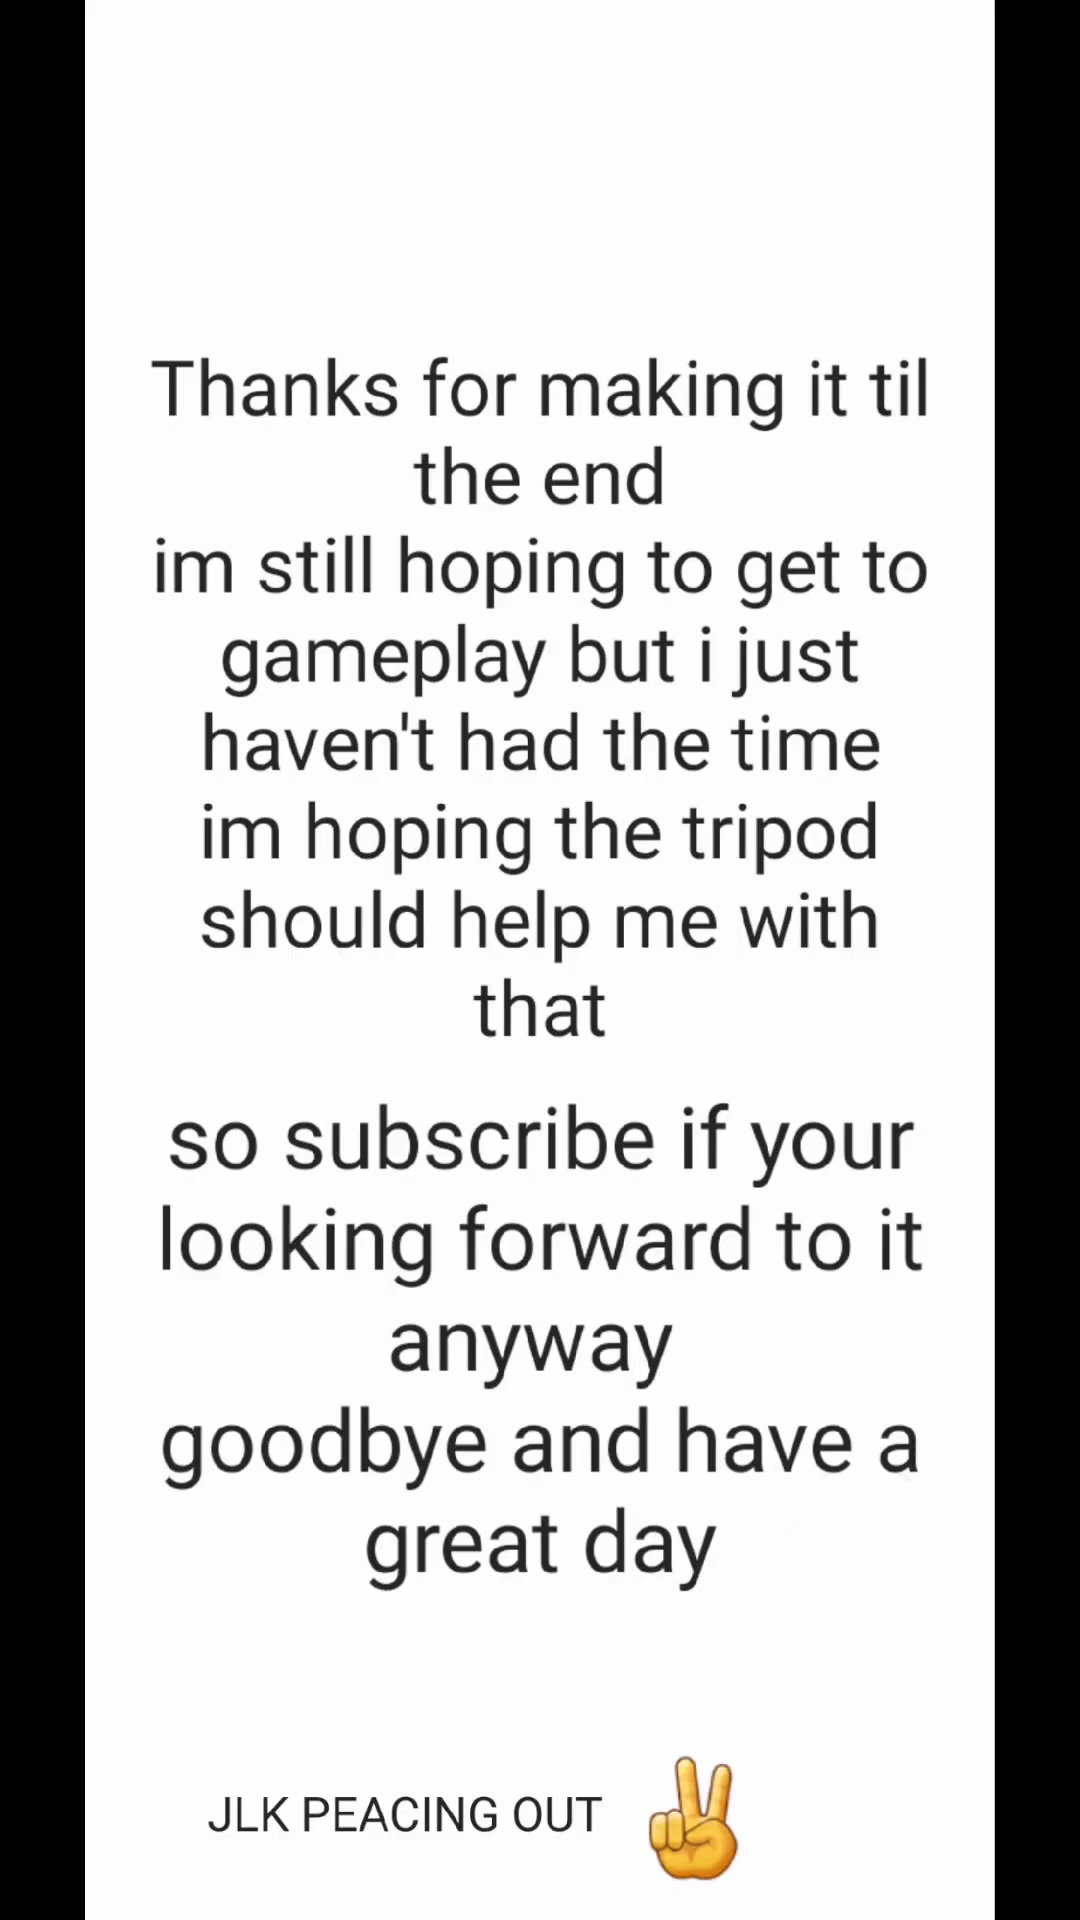 Thanks for making it til
the end
im still hoping to get to
gameplay but i just
haven't had the time
im hoping the tripod
should help me with
that
so subscribe if your
looking forward to it
anyway
goodbye and have a
great day
JLK PEACING OUT ✌️